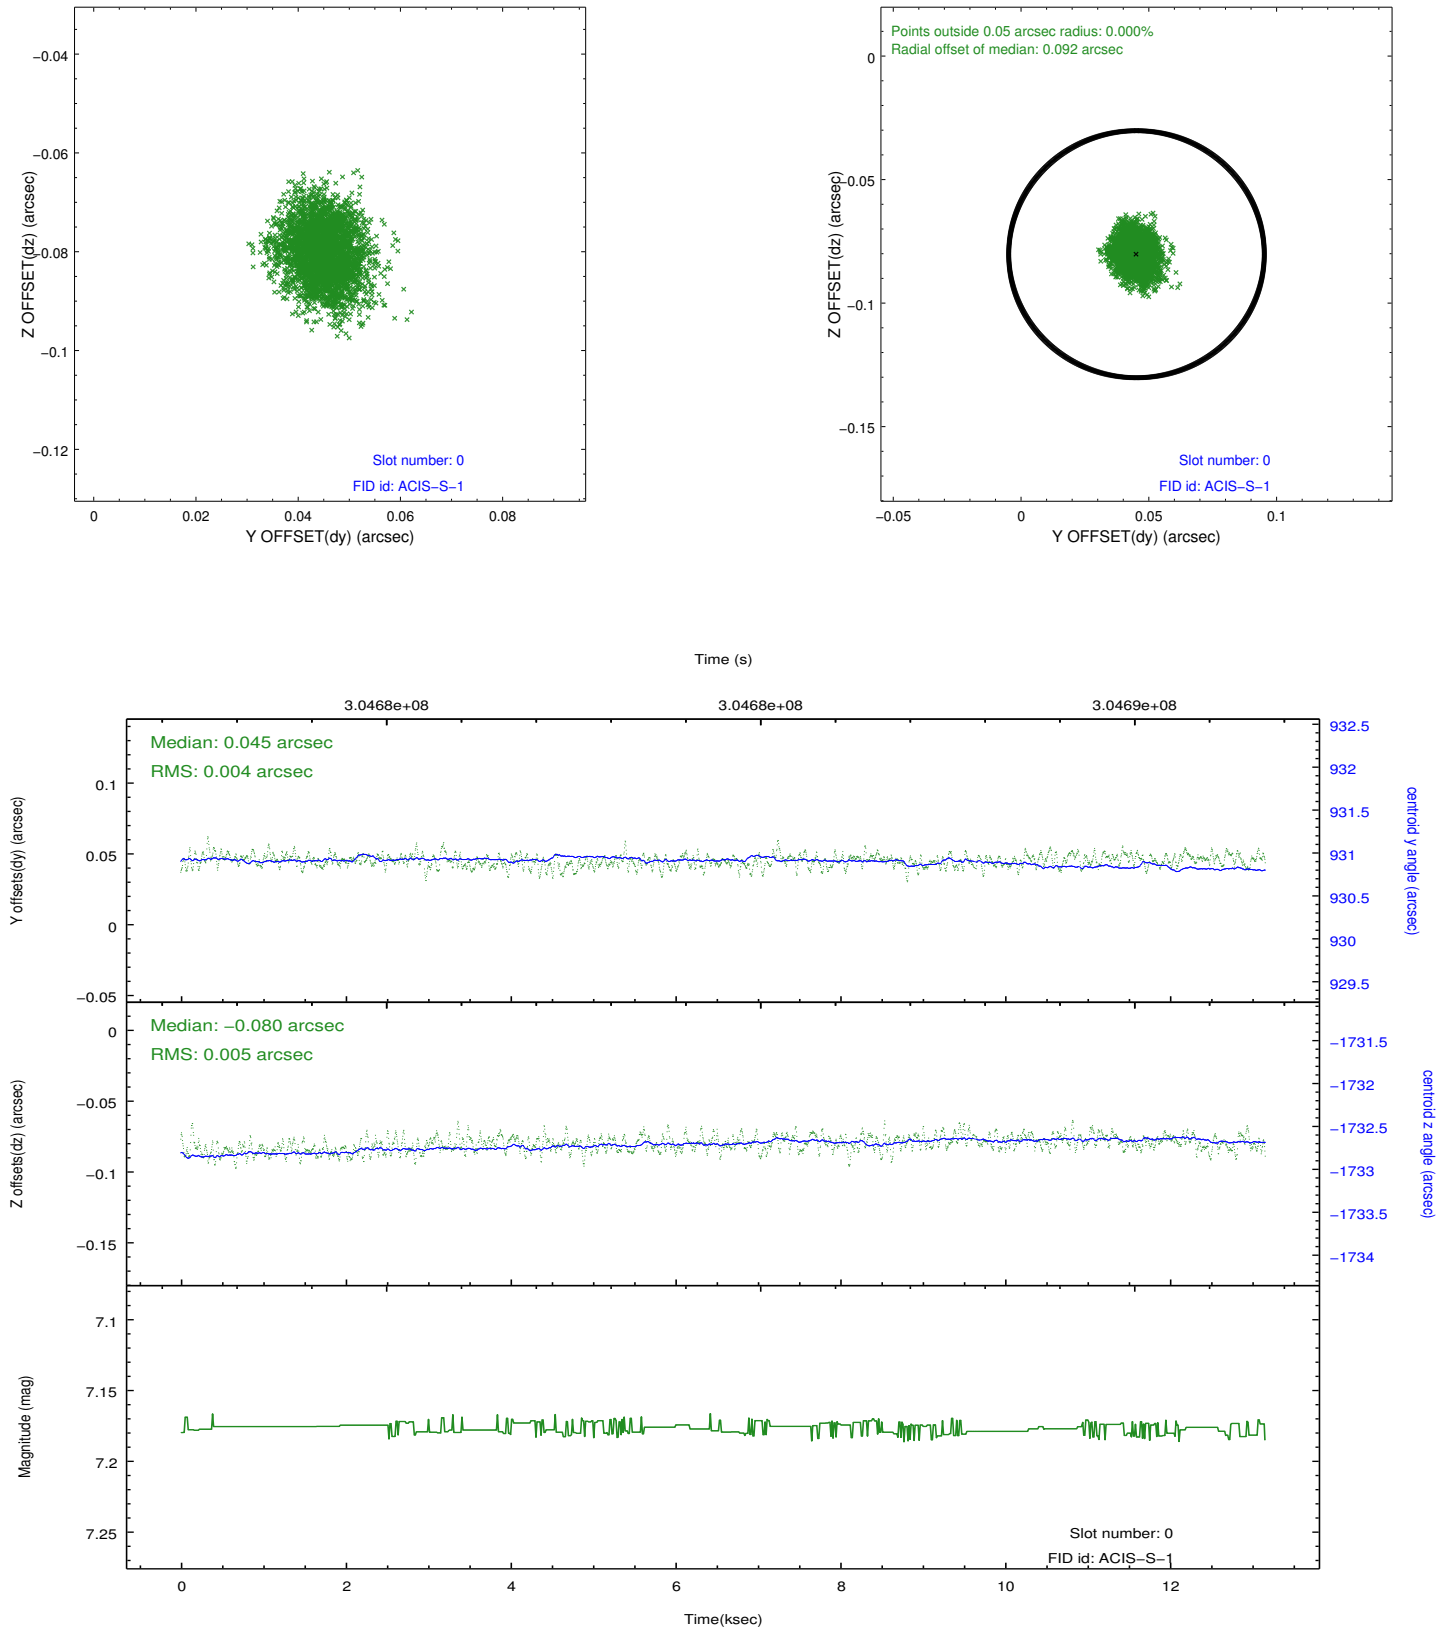 −0.04
−0.06
−0.08
−0.1
−0.12
Z OFFSET(dz) (arcsec)
Slot number: 0
FID id: ACIS−S−1
0
0.02
0.04
0.06
0.08
Y OFFSET(dy) (arcsec)
Points outside 0.05 arcsec radius: 0.000%
Radial offset of median: 0.092 arcsec
0
−0.05
−0.1
−0.15
Z OFFSET(dz) (arcsec)
Slot number: 0
FID id: ACIS−S−1
−0.05
0
0.05
0.1
Y OFFSET(dy) (arcsec)
Time (s)
3.0468e+08
3.0468e+08
3.0469e+08
Median: 0.045 arcsec
RMS: 0.004 arcsec
0.1
0.05
0
−0.05
Y offsets(dy) (arcsec)
932.5
932
931.5
931
930.5
930
929.5
centroid y angle (arcsec)
Median: −0.080 arcsec
RMS: 0.005 arcsec
0
−0.05
−0.1
−0.15
Z offsets(dz) (arcsec)
−1731.5
−1732
−1732.5
−1733
−1733.5
−1734
centroid z angle (arcsec)
7.1
7.15
7.2
7.25
Magnitude (mag)
Slot number: 0
FID id: ACIS−S−1
0
2
4
6
8
10
12
Time(ksec)